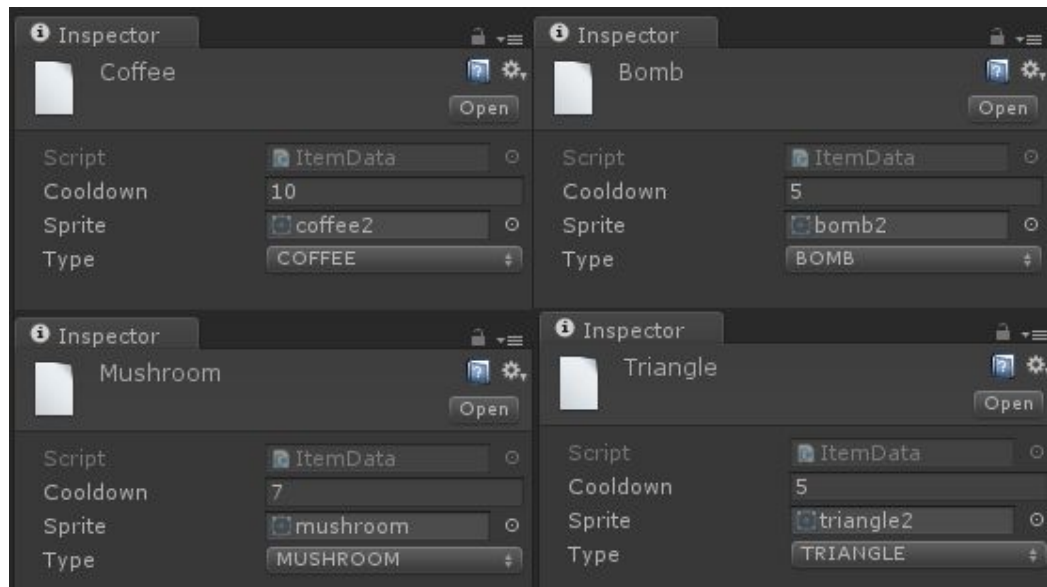 Inspector
Coffee
Open
Script ItemData
Cooldown 10
Sprite coffee2
Type COFFEE
Inspector
Bomb
Open
Script ItemData
Cooldown 5
Sprite bomb2
Type BOMB
Inspector
Mushroom
Open
Script ItemData
Cooldown 7
Sprite mushroom
Type MUSHROOM
Inspector
Triangle
Open
Script ItemData
Cooldown 5
Sprite triangle2
Type TRIANGLE